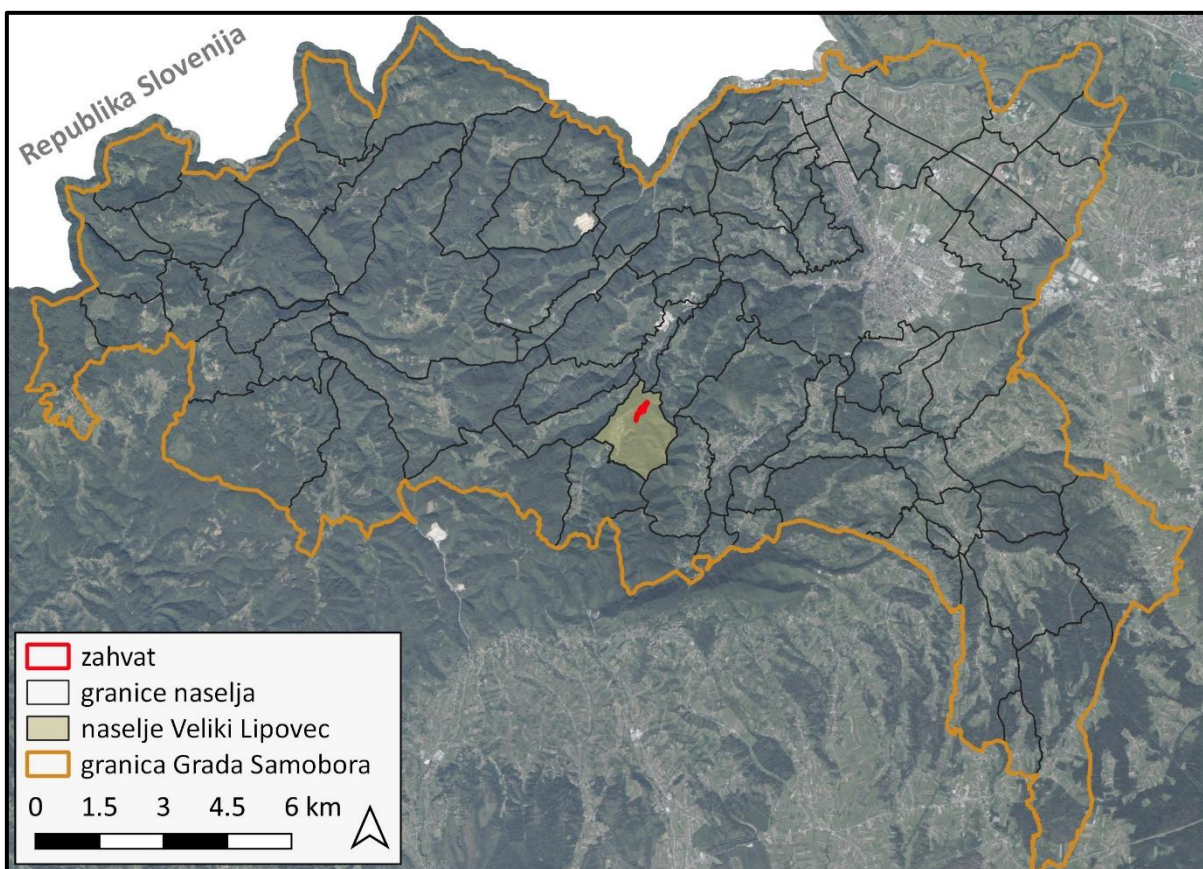 Republika Slovenija
zahvat
granice naselja
naselje Veliki Lipovec
granica Grada Samobora
0 1.5 3 4.5 6 km